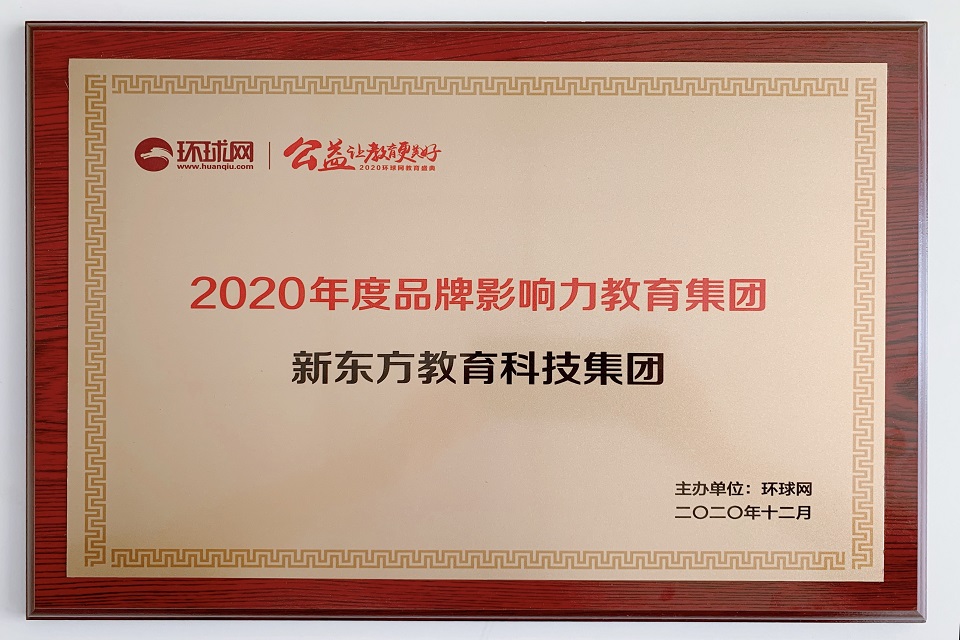 环球网
www.huanqiu.com
公益让教育更美好
2020环球网教育盛典
2020年度品牌影响力教育集团
新东方教育科技集团
主办单位：环球网
二〇二〇年十二月